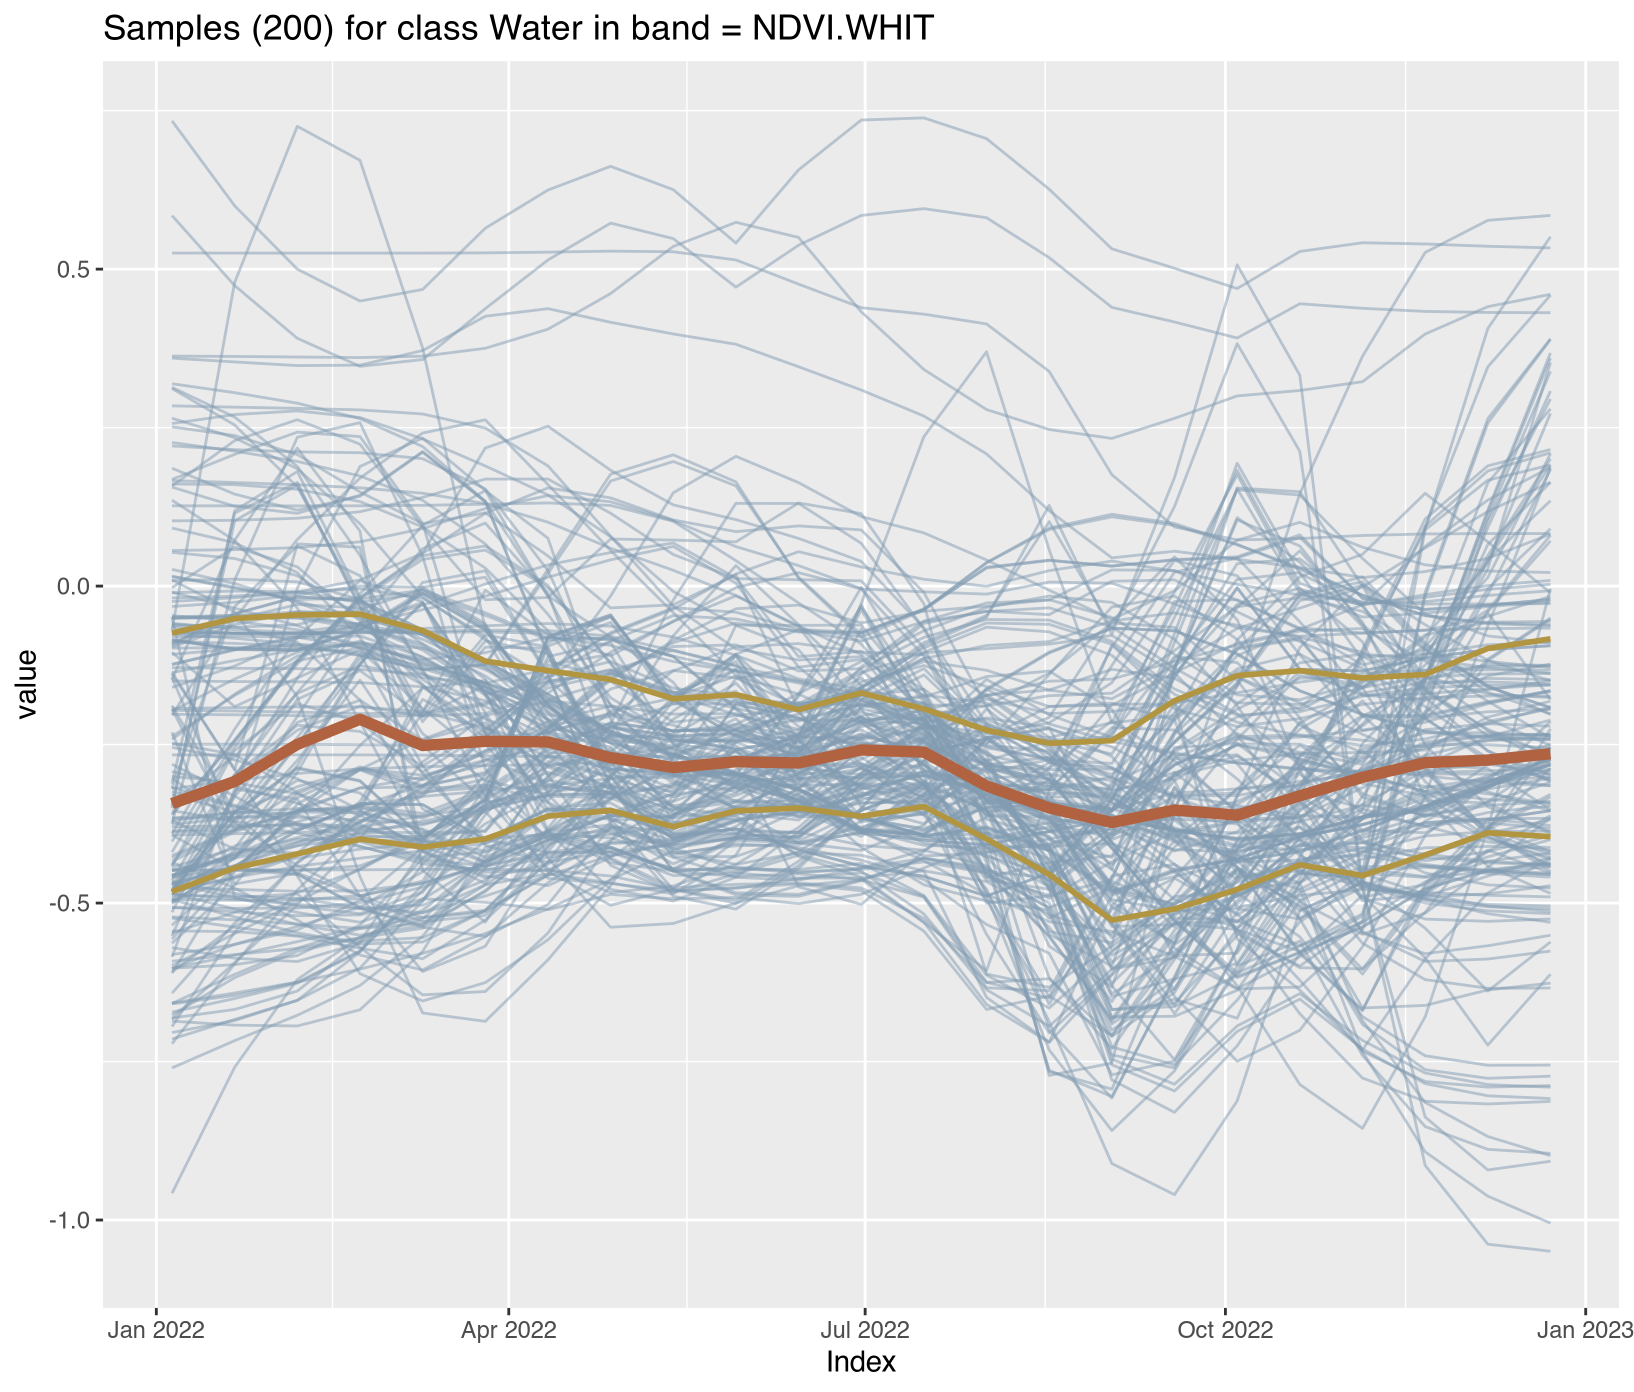 Samples (200) for class Water in band = NDVI.WHIT
value
0.5
0.0
-0.5
-1.0
Jan 2022
Apr 2022
Jul 2022
Oct 2022
Jan 2023
Index